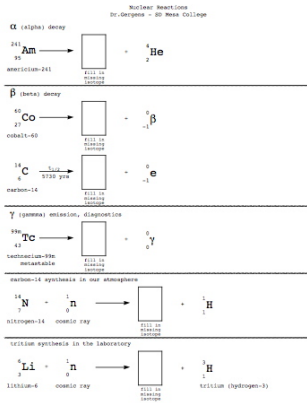 Nuclear Reactions
Dr.Gergens - SD Mesa College
α (alpha) decay
241 95 Am → + 4 2 He
americium-241
fill in missing isotope
β (beta) decay
60 27 Co → + 0 -1 β
cobalt-60
fill in missing isotope
14 6 C t1/2 → 5730 yrs + 0 -1 e
carbon-14
fill in missing isotope
γ (gamma) emission, diagnostics
99m 43 Tc → + 0 0 γ
technecium-99m
metastable
fill in missing isotope
carbon-14 synthesis in our atmosphere
14 7 N + 1 0 n → + 1 1 H
nitrogen-14 cosmic ray
fill in missing isotope
tritium synthesis in the laboratory
6 3 Li + 1 0 n → + 3 1 H
lithium-6 cosmic ray tritium (hydrogen-3)
fill in missing isotope